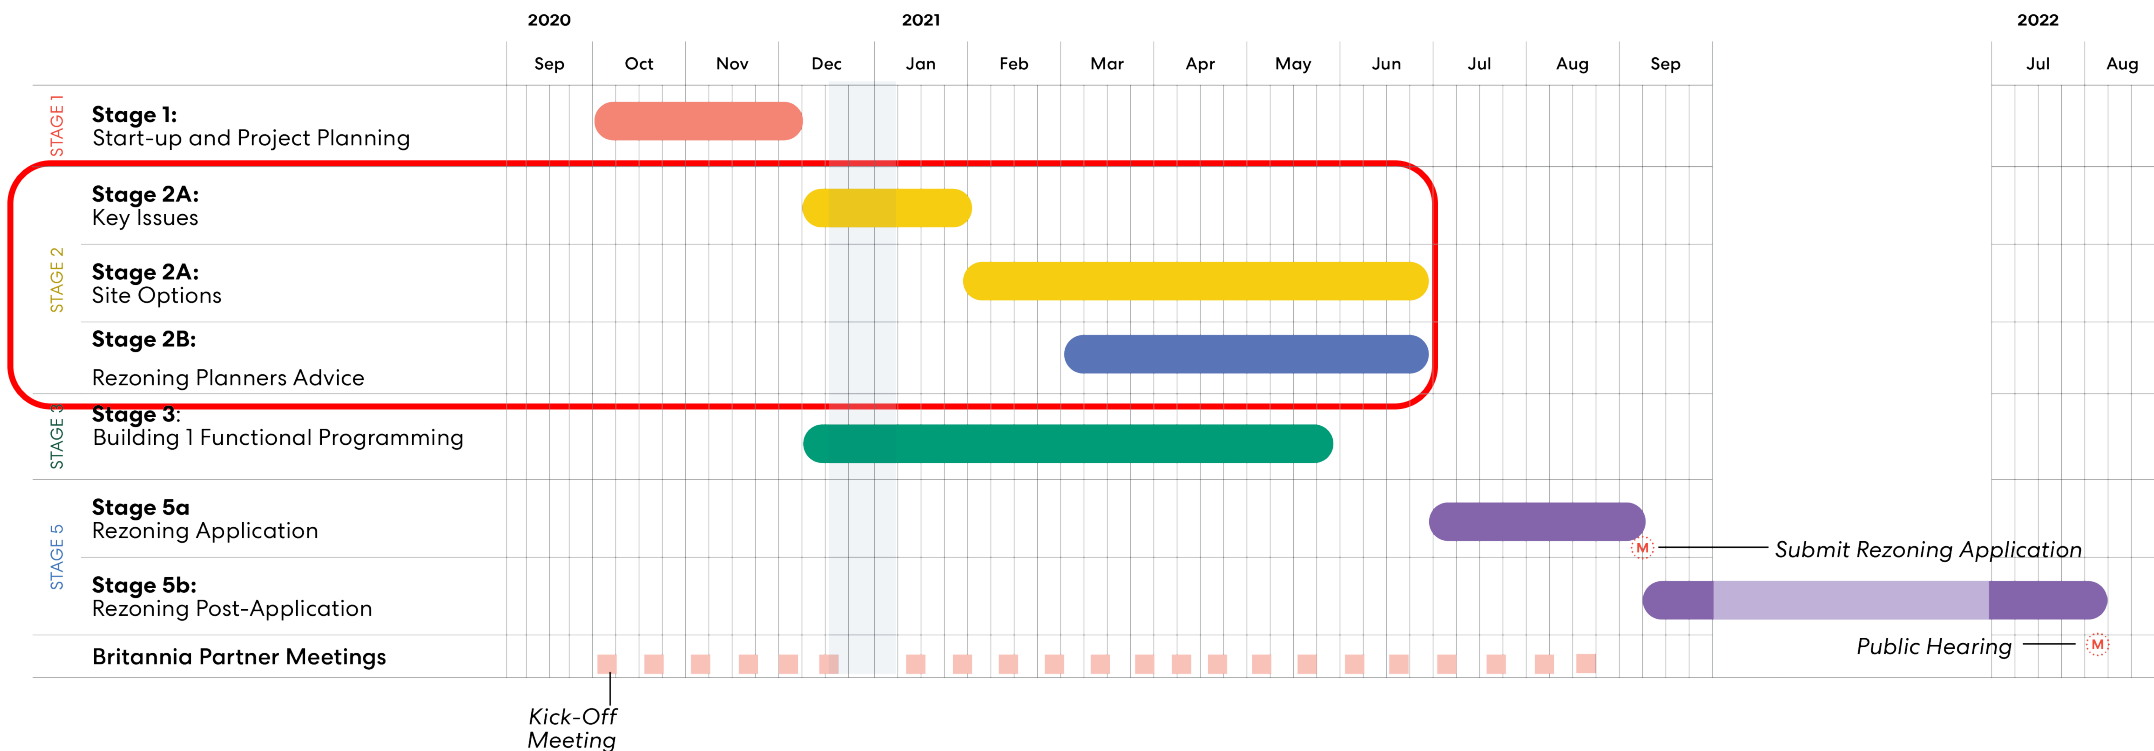 2020 2021 2022
Sep Oct Nov Dec Jan Feb Mar Apr May Jun Jul Aug Sep Jul Aug
STAGE 1
Stage 1:
Start-up and Project Planning
STAGE 2
Stage 2A:
Key Issues
Stage 2A:
Site Options
Stage 2B:
Rezoning Planners Advice
STAGE 3
Stage 3:
Building 1 Functional Programming
STAGE 5
Stage 5a
Rezoning Application
M Submit Rezoning Application
Stage 5b:
Rezoning Post-Application
Public Hearing M
Britannia Partner Meetings
Kick-Off
Meeting